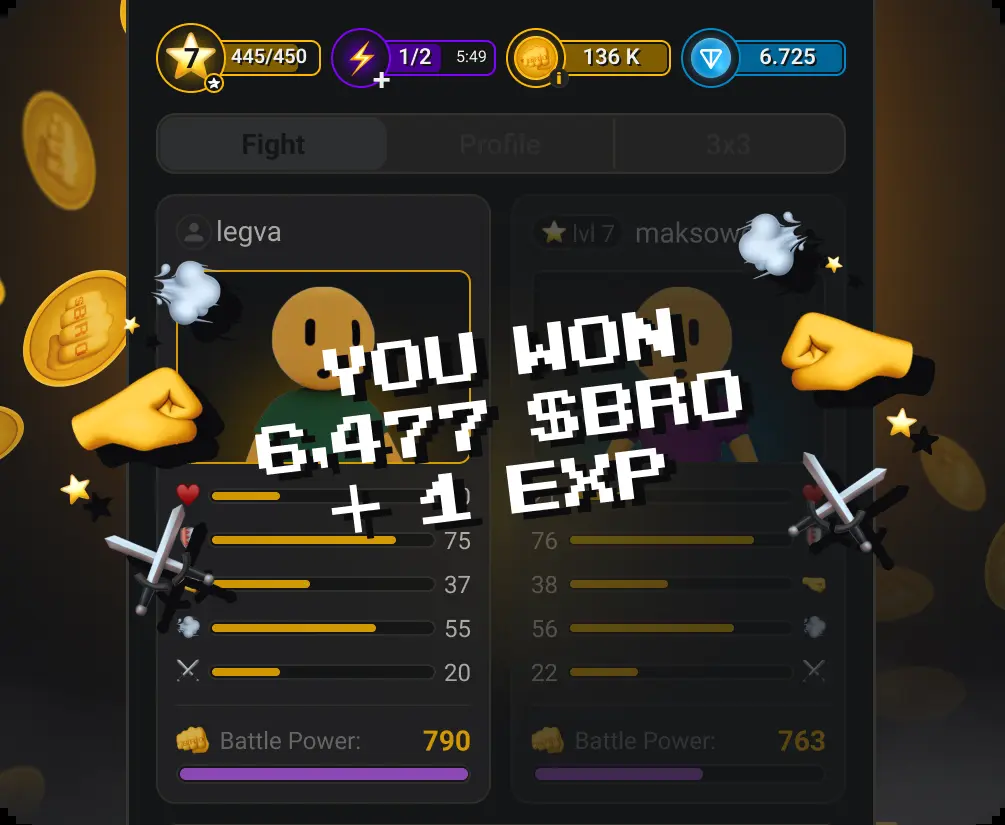 7 445/450 1/2 5:49 136 K 6.725
Fight Profile 3x3
legva
lvl 7 maksow
YOU WON
6,477 $BRO
+ 1 EXP
75
37
55
20
76
38
56
22
Battle Power: 790
Battle Power: 763
$BRO